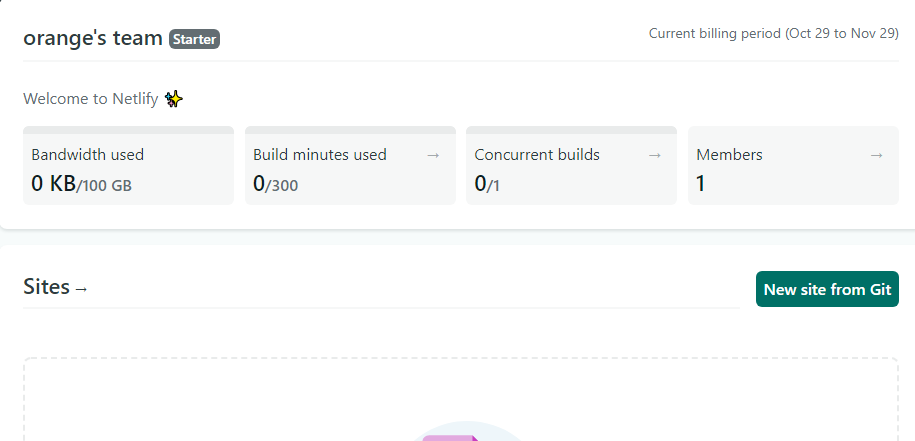 orange's team Starter
Current billing period (Oct 29 to Nov 29)
Welcome to Netlify ✨
Bandwidth used
0 KB/100 GB
Build minutes used →
0/300
Concurrent builds →
0/1
Members →
1
Sites →
New site from Git